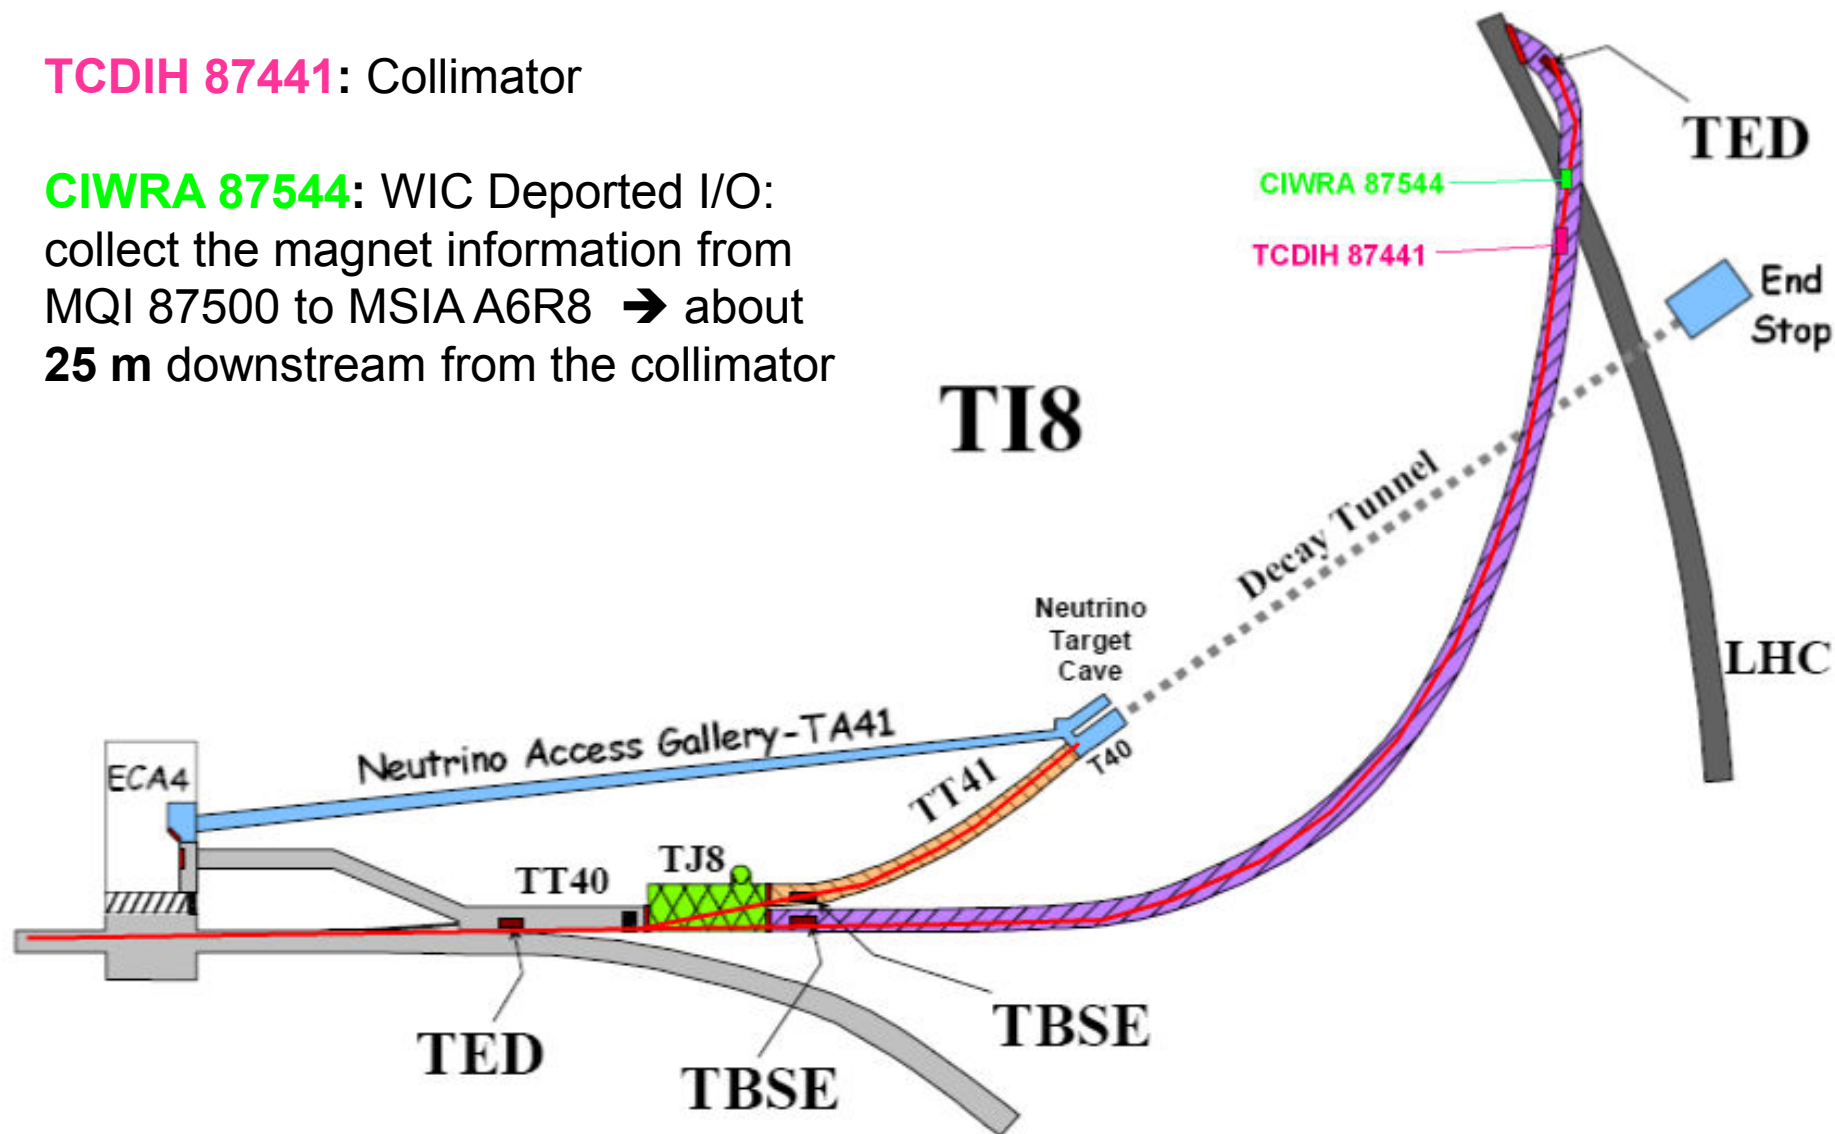 TCDIH 87441: Collimator
CIWRA 87544: WIC Deported I/O:
collect the magnet information from
MQI 87500 to MSIA A6R8 ➔ about
25 m downstream from the collimator
TI8
TED
CIWRA 87544
TCDIH 87441
End
Stop
Decay Tunnel
Neutrino
Target
Cave
LHC
Neutrino Access Gallery-TA41
ECA4
T40
TT41
TJ8
TT40
TBSE
TED
TBSE